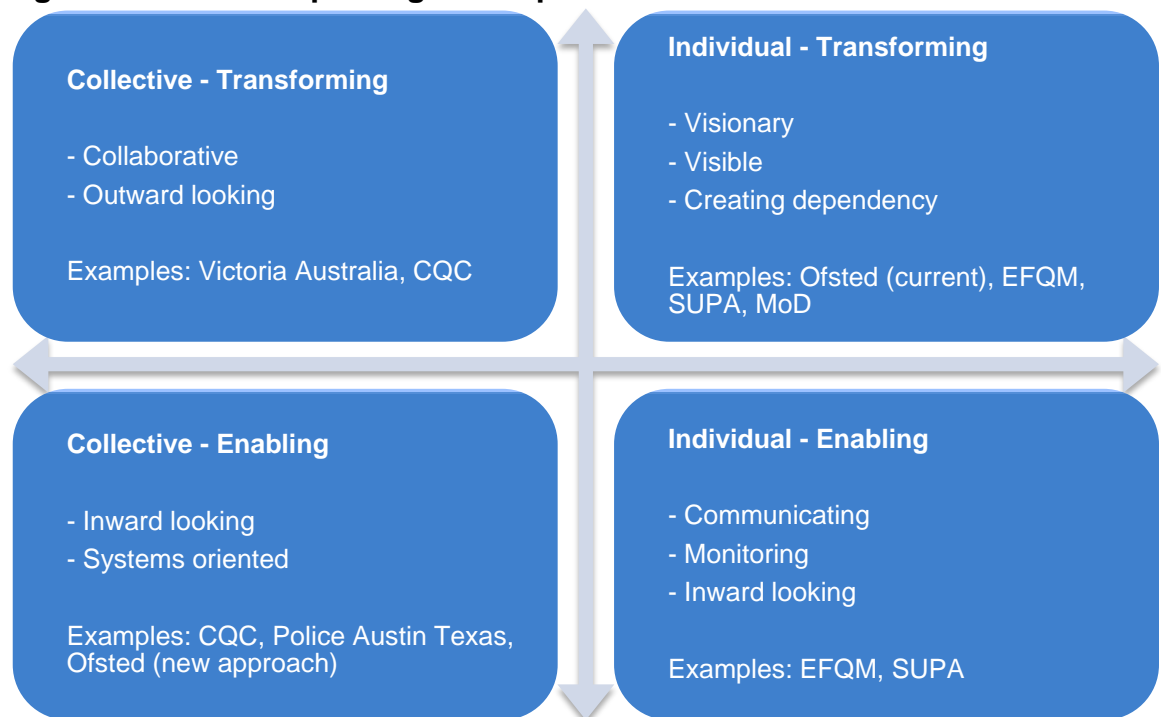 Collective - Transforming
- Collaborative
- Outward looking
Examples: Victoria Australia, CQC
Individual - Transforming
- Visionary
- Visible
- Creating dependency
Examples: Ofsted (current), EFQM,
SUPA, MoD
Collective - Enabling
- Inward looking
- Systems oriented
Examples: CQC, Police Austin Texas,
Ofsted (new approach)
Individual - Enabling
- Communicating
- Monitoring
- Inward looking
Examples: EFQM, SUPA